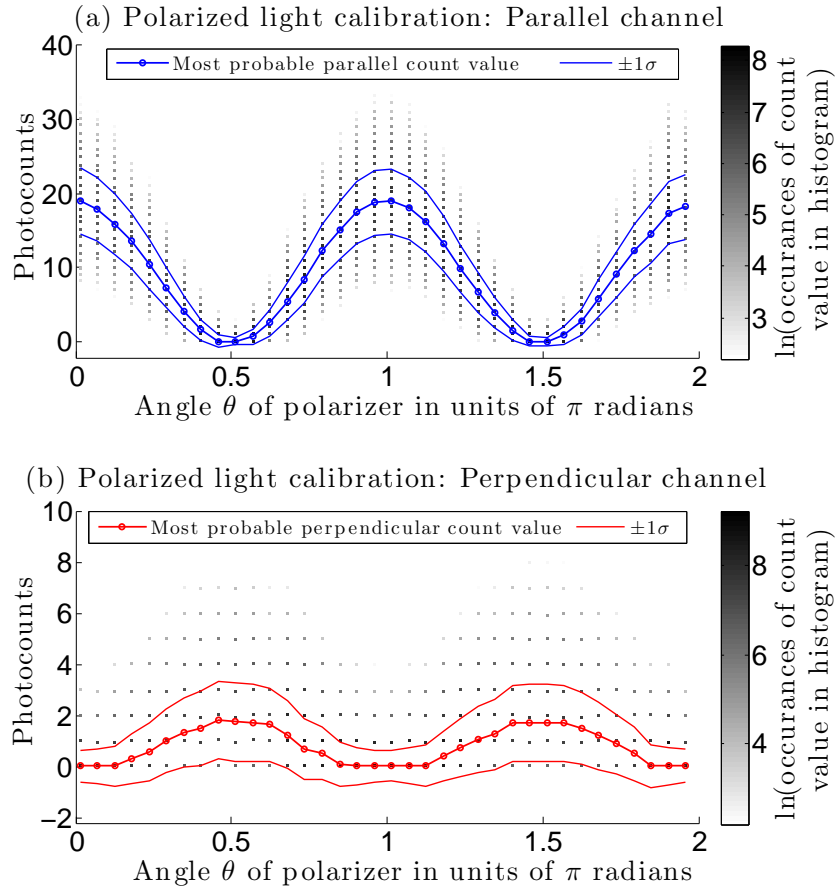 (a) Polarized light calibration: Parallel channel
40
30
20
10
0
Photocounts
Most probable parallel count value
±1σ
0
0.5
1
1.5
2
Angle θ of polarizer in units of π radians
8
7
6
5
4
3
ln(occurances of count
value in histogram)
(b) Polarized light calibration: Perpendicular channel
10
8
6
4
2
0
−2
Photocounts
Most probable perpendicular count value
±1σ
0
0.5
1
1.5
2
Angle θ of polarizer in units of π radians
8
6
4
ln(occurances of count
value in histogram)